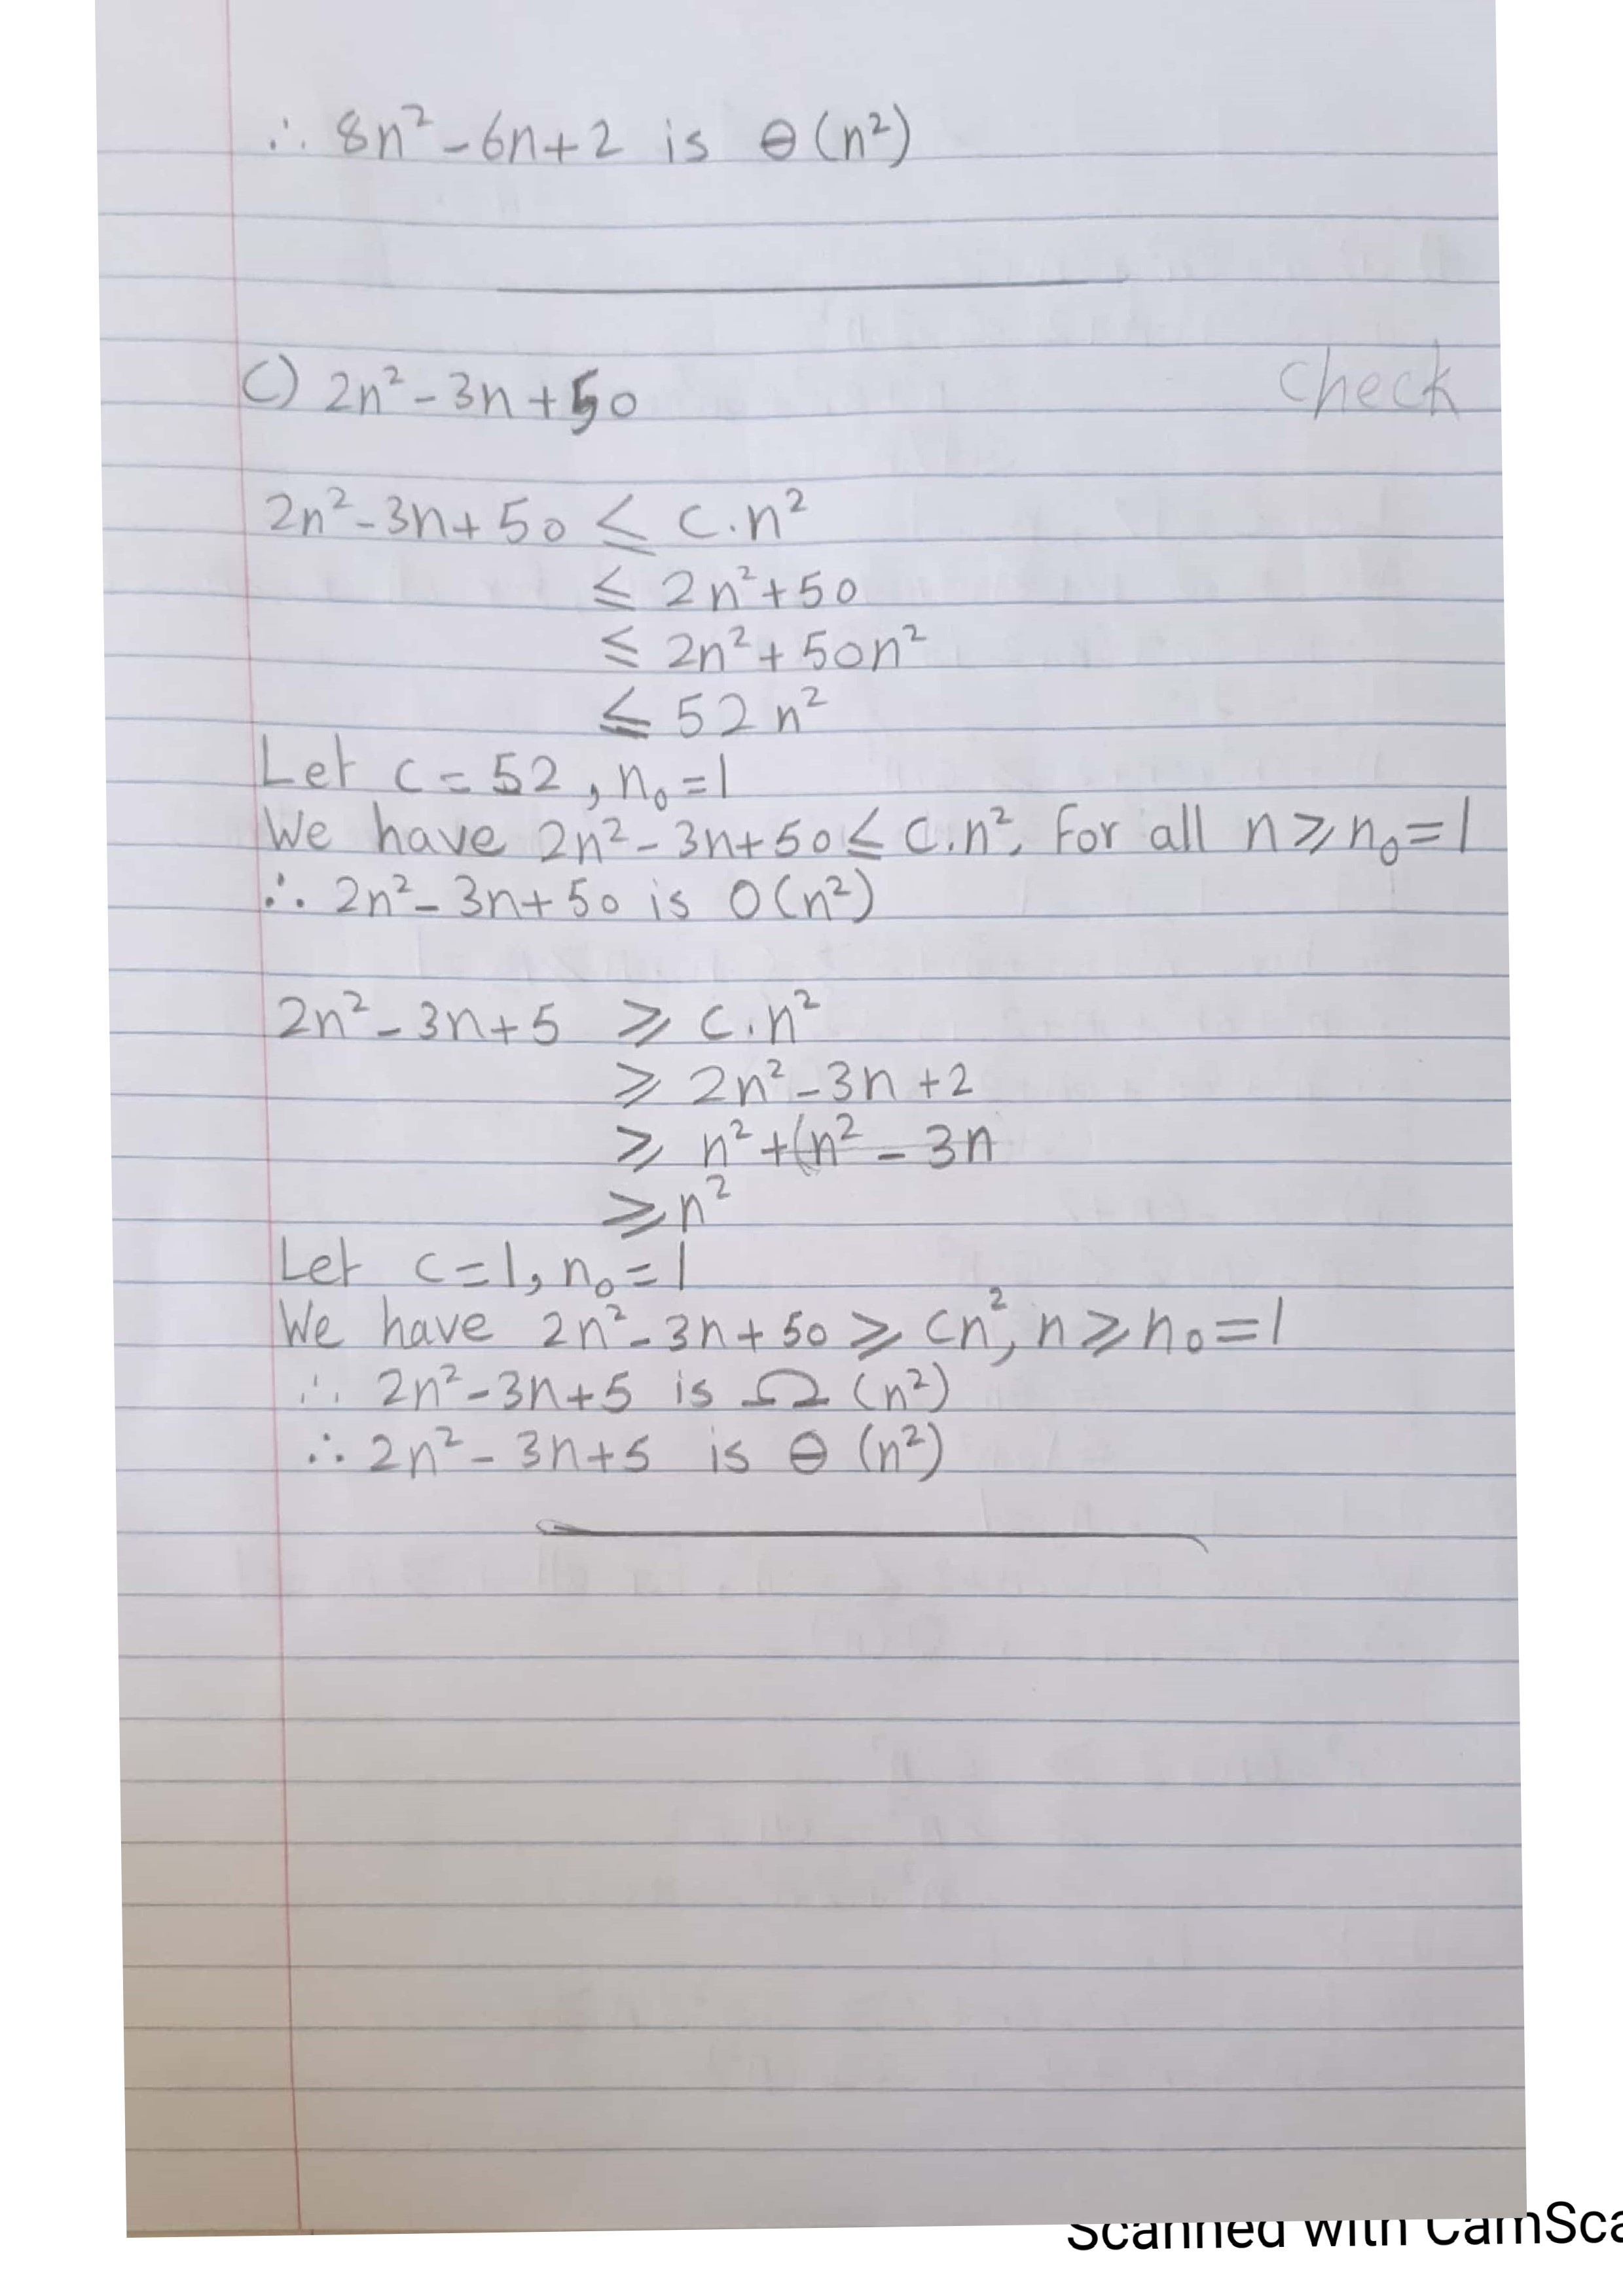 ∴ 8n² - 6n + 2 is θ(n²)
C) 2n² - 3n + 50
Check
2n² - 3n + 50 ≤ c.n²
≤ 2n² + 50
≤ 2n² + 50n²
≤ 52n²
Let c = 52, n₀ = 1
We have 2n² - 3n + 50 ≤ c.n², For all n ≥ n₀ = 1
∴ 2n² - 3n + 50 is O(n²)
2n² - 3n + 5 ≥ c.n²
≥ 2n² - 3n + 2
≥ n² + (n² - 3n
≥ n²
Let c = 1, n₀ = 1
We have 2n² - 3n + 50 ≥ cn², n ≥ n₀ = 1
∴ 2n² - 3n + 5 is Ω (n²)
∴ 2n² - 3n + 5 is θ (n²)
Scanned with CamSca